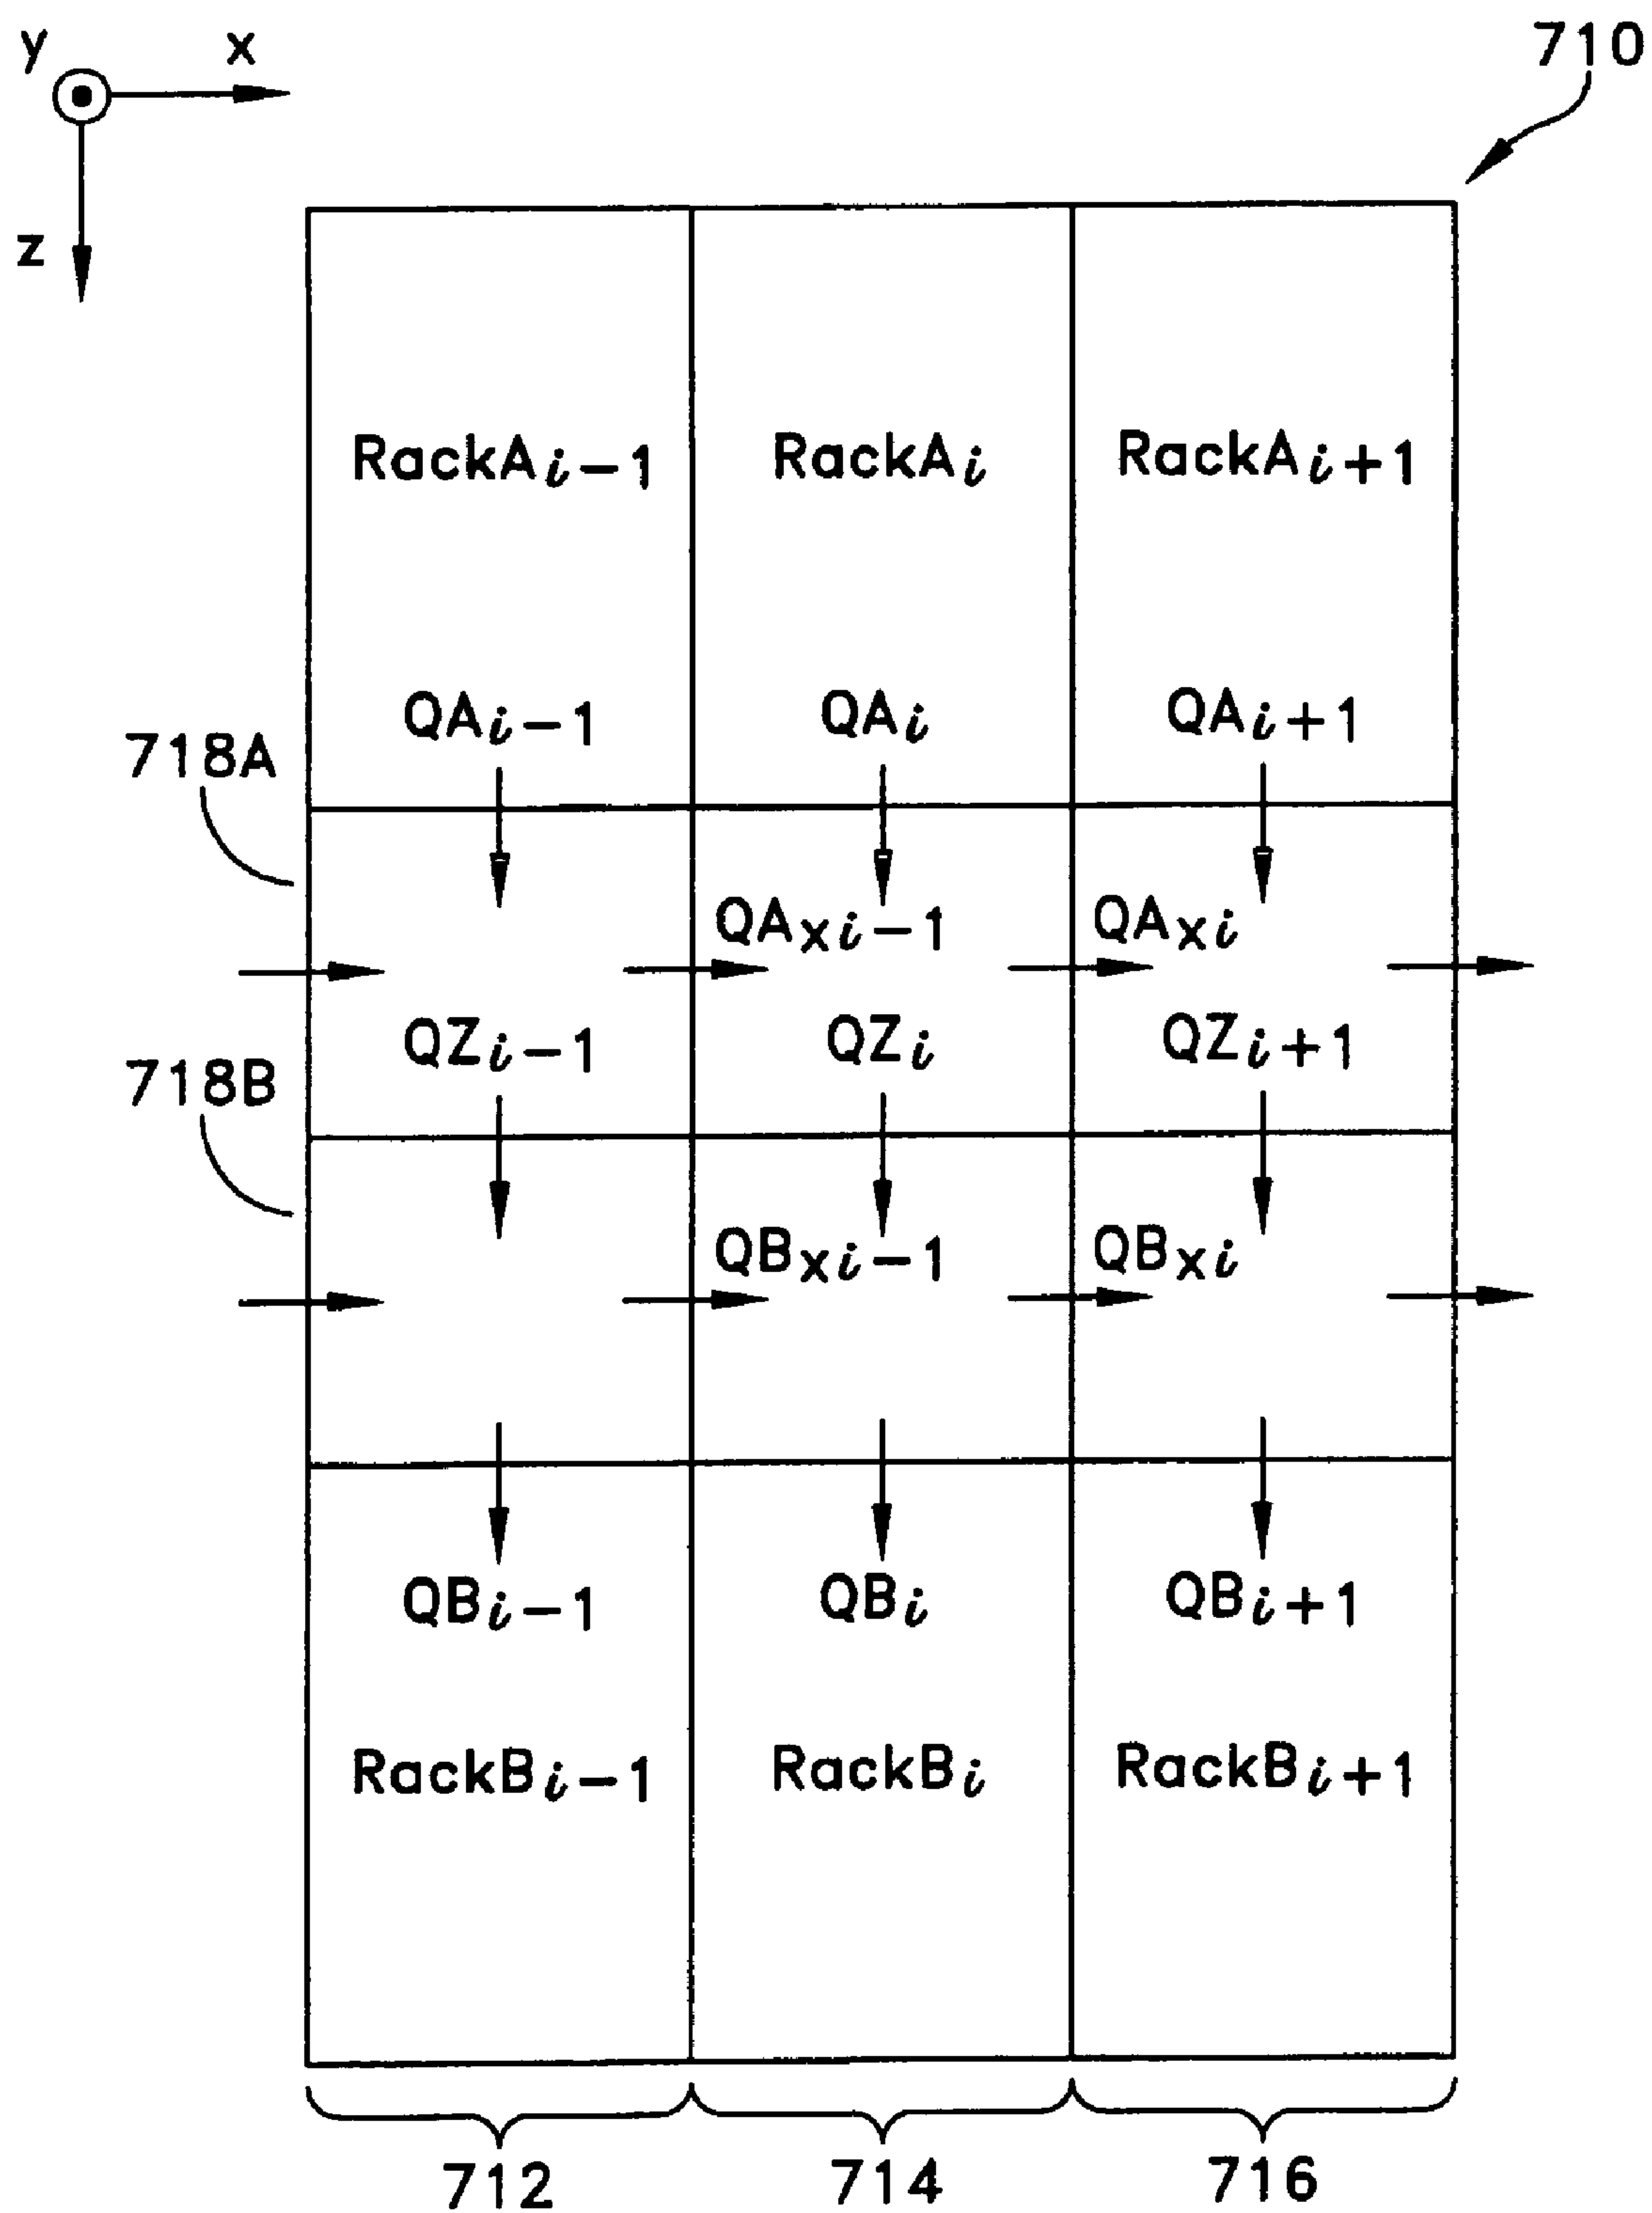 y x 710
z
RackAi−1 RackAi RackAi+1
QAi−1 QAi QAi+1
718A
QAxi−1 QAxi
QZi−1 QZi QZi+1
718B
QBxi−1 QBxi
QBi−1 QBi QBi+1
RackBi−1 RackBi RackBi+1
712 714 716